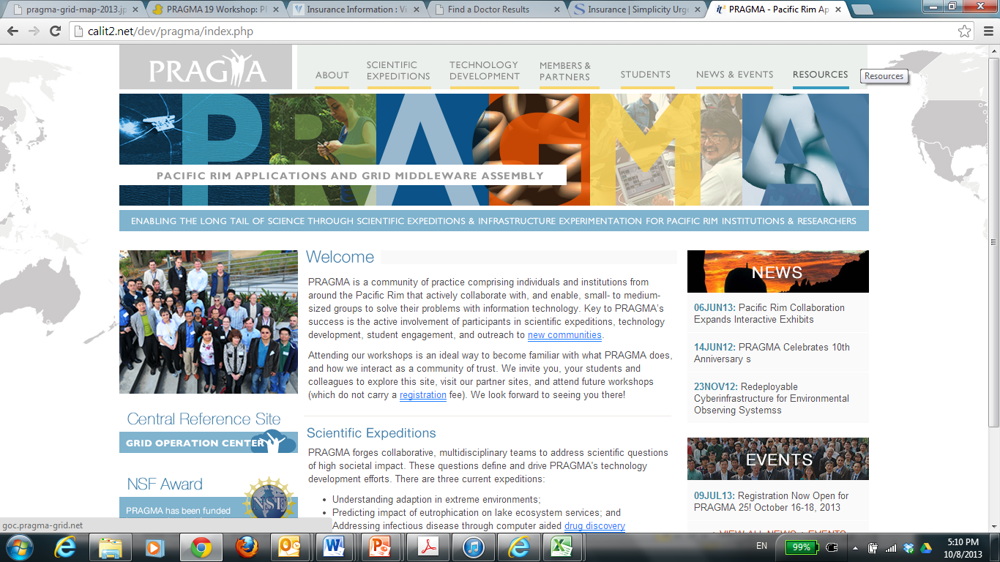 pragma-grid-map-2013.jp
PRAGMA 19 Workshop: PR
Insurance Information : Vi
Find a Doctor Results
Insurance | Simplicity Urge
PRAGMA - Pacific Rim Ap
calit2.net/dev/pragma/index.php
PRAGMA
ABOUT
SCIENTIFIC
EXPEDITIONS
TECHNOLOGY
DEVELOPMENT
MEMBERS &
PARTNERS
STUDENTS
NEWS & EVENTS
RESOURCES
Resources
PRAGMA
PACIFIC RIM APPLICATIONS AND GRID MIDDLEWARE ASSEMBLY
ENABLING THE LONG TAIL OF SCIENCE THROUGH SCIENTIFIC EXPEDITIONS & INFRASTRUCTURE EXPERIMENTATION FOR PACIFIC RIM INSTITUTIONS & RESEARCHERS
Central Reference Site
GRID OPERATION CENTER
NSF Award
NSF
PRAGMA has been funded
Welcome
PRAGMA is a community of practice comprising individuals and institutions from
around the Pacific Rim that actively collaborate with, and enable, small- to medium-
sized groups to solve their problems with information technology. Key to PRAGMA's
success is the active involvement of participants in scientific expeditions, technology
development, student engagement, and outreach to new communities.
Attending our workshops is an ideal way to become familiar with what PRAGMA does,
and how we interact as a community of trust. We invite you, your students and
colleagues to explore this site, visit our partner sites, and attend future workshops
(which do not carry a registration fee). We look forward to seeing you there!
Scientific Expeditions
PRAGMA forges collaborative, multidisciplinary teams to address scientific questions
of high societal impact. These questions define and drive PRAGMA's technology
development efforts. There are three current expeditions:
• Understanding adaption in extreme environments;
• Predicting impact of eutrophication on lake ecosystem services; and
Addressing infectious disease through computer aided drug discovery
NEWS
06JUN13: Pacific Rim Collaboration
Expands Interactive Exhibits
14JUN12: PRAGMA Celebrates 10th
Anniversary s
23NOV12: Redeployable
Cyberinfrastructure for Environmental
Observing Systemss
EVENTS
09JUL13: Registration Now Open for
PRAGMA 25! October 16-18, 2013
VIEW ALL NEWS + EVENTS
goc.pragma-grid.net
EN
99%
5:10 PM
10/8/2013